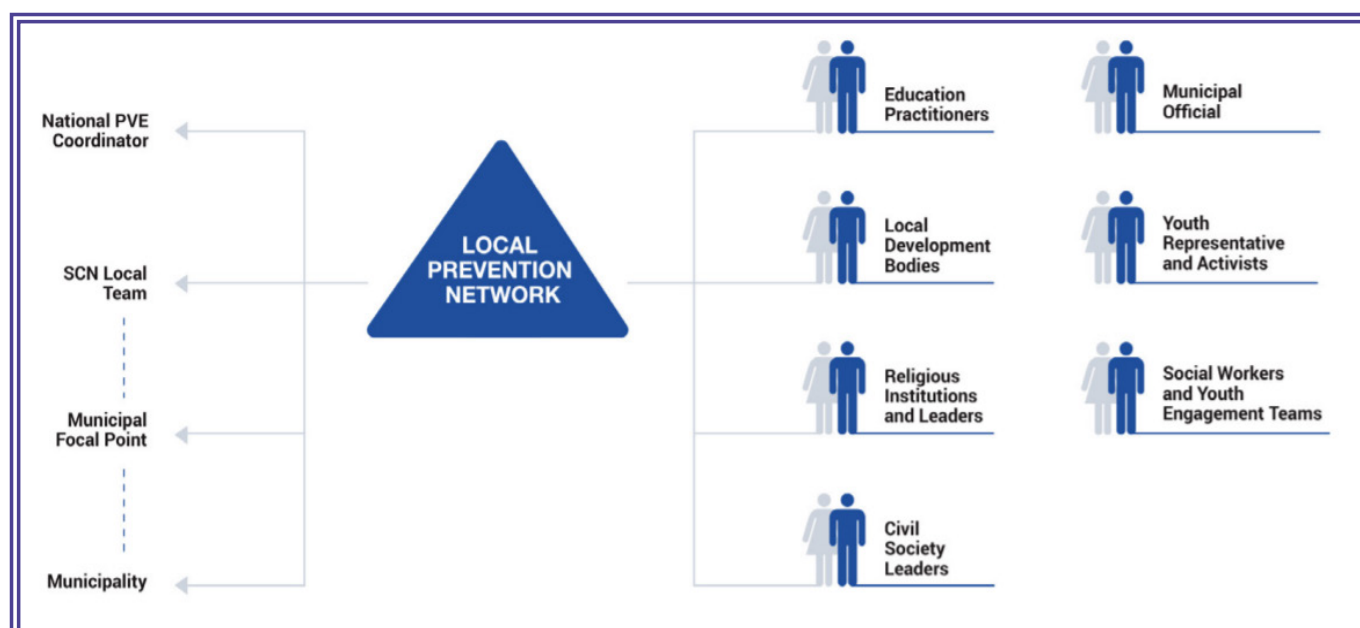 National PVE
Coordinator
SCN Local
Team
Municipal
Focal Point
Municipality
LOCAL
PREVENTION
NETWORK
Education
Practitioners
Municipal
Official
Local
Development
Bodies
Youth
Representative
and Activists
Religious
Institutions
and Leaders
Social Workers
and Youth
Engagement Teams
Civil
Society
Leaders